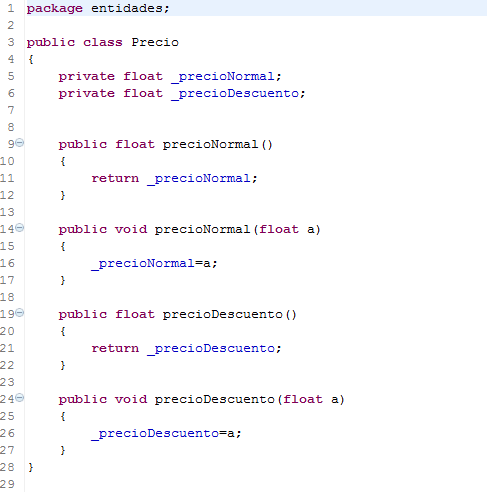 1 package entidades;
2
3 public class Precio
4 {
5 private float _precioNormal;
6 private float _precioDescuento;
7
8
9 public float precioNormal()
10 {
11 return _precioNormal;
12 }
13
14 public void precioNormal(float a)
15 {
16 _precioNormal=a;
17 }
18
19 public float precioDescuento()
20 {
21 return _precioDescuento;
22 }
23
24 public void precioDescuento(float a)
25 {
26 _precioDescuento=a;
27 }
28 }
29